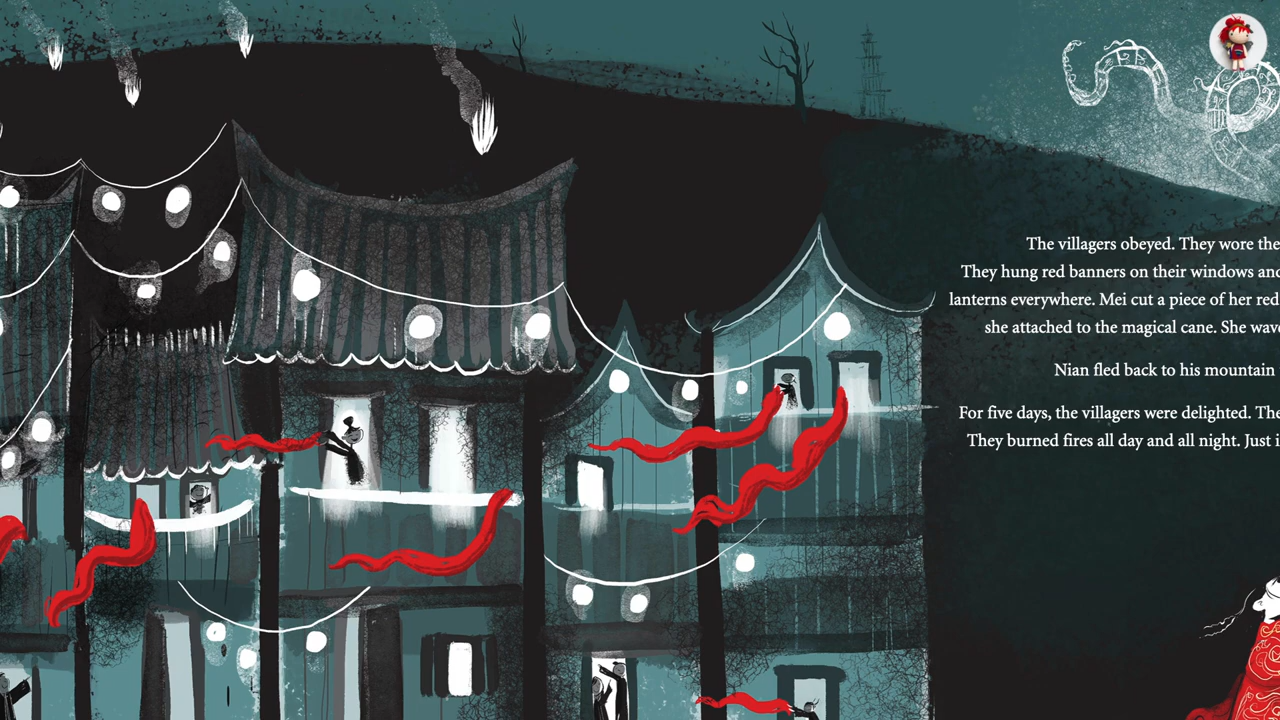 The villagers obeyed. They wore the
They hung red banners on their windows and
lanterns everywhere. Mei cut a piece of her red
she attached to the magical cane. She wav
Nian fled back to his mountain
For five days, the villagers were delighted. The
They burned fires all day and all night. Just i